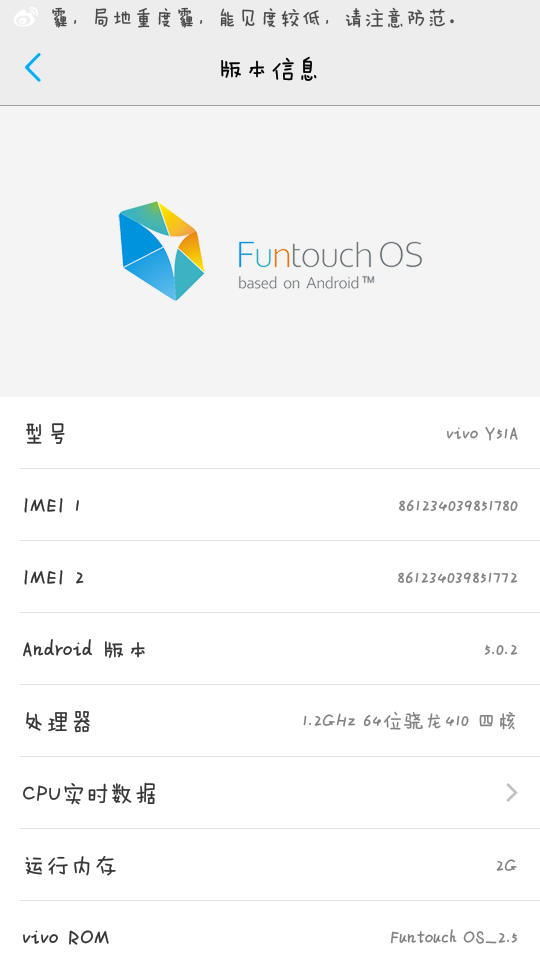 霾，局地重度霾，能见度较低，请注意防范。
版本信息
Funtouch OS
based on Android™
型号 vivo Y51A
IMEI 1 861234039851780
IMEI 2 861234039851772
Android 版本 5.0.2
处理器 1.2GHz 64位骁龙410 四核
CPU实时数据
运行内存 2G
vivo ROM Funtouch OS_2.5